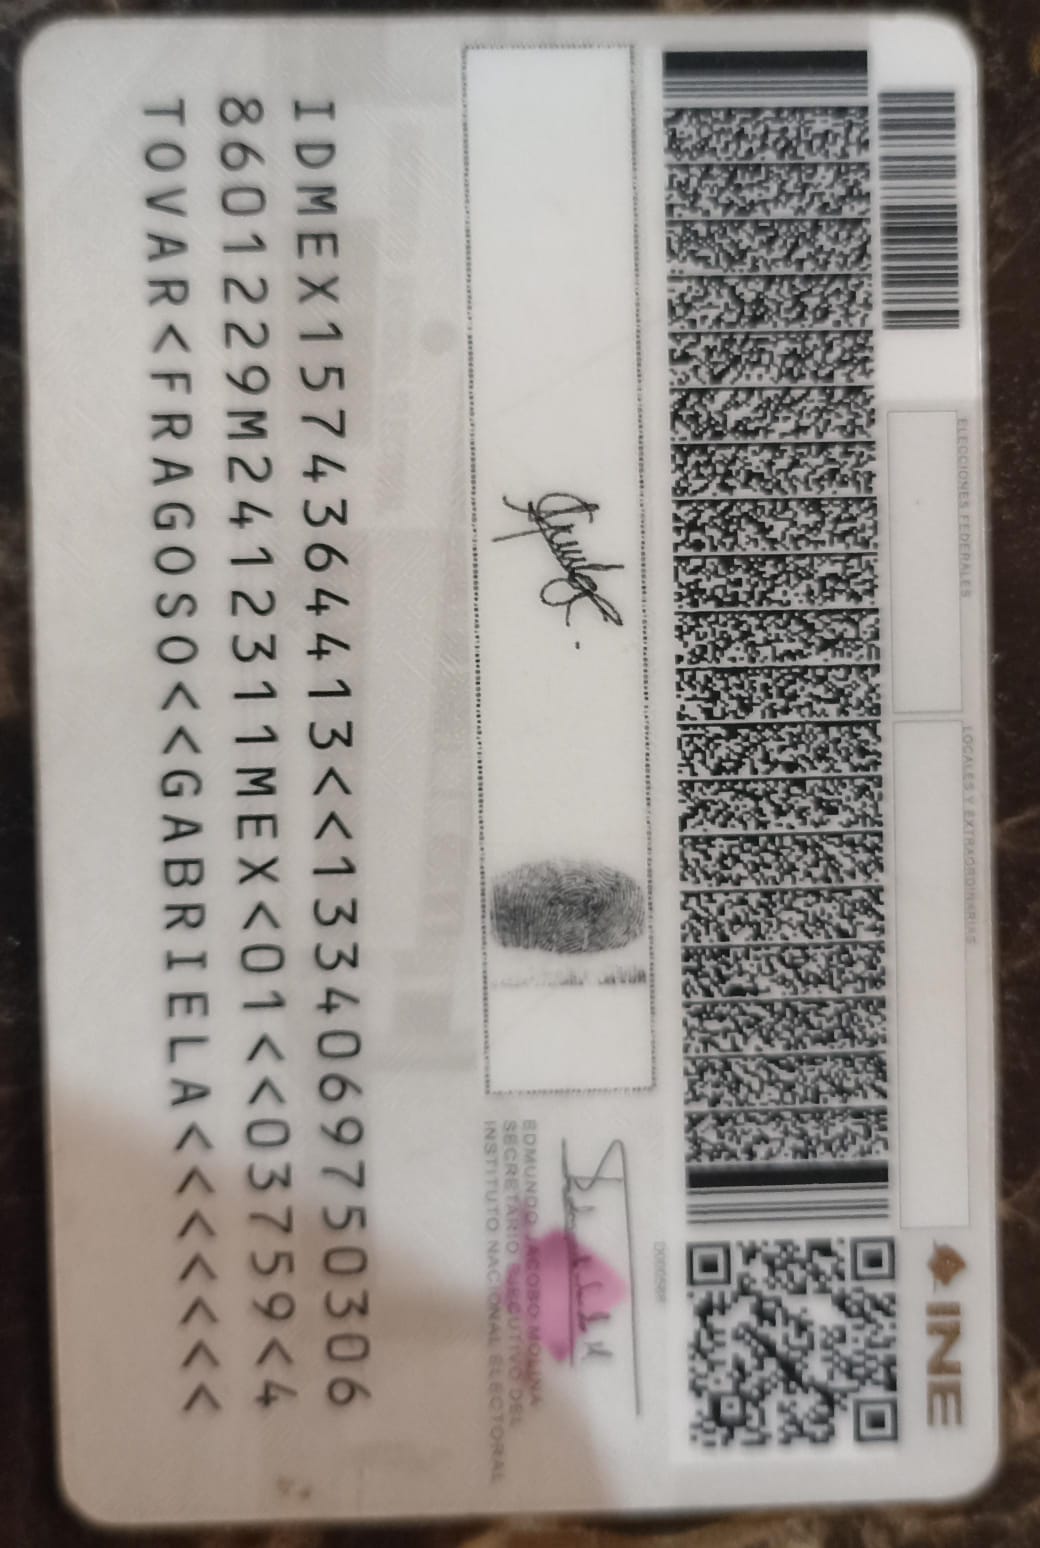 INE
ELECCIONES FEDERALES
LOCALES Y EXTRAORDINARIAS
EDMUNDO JACOBO MOLINA
SECRETARIO EJECUTIVO DEL
INSTITUTO NACIONAL ELECTORAL
IDMEX1574364413<<1334069750306
8601229M2412311MEX<01<<03759<4
TOVAR<FRAGOSO<<GABRIELA<<<<<<<